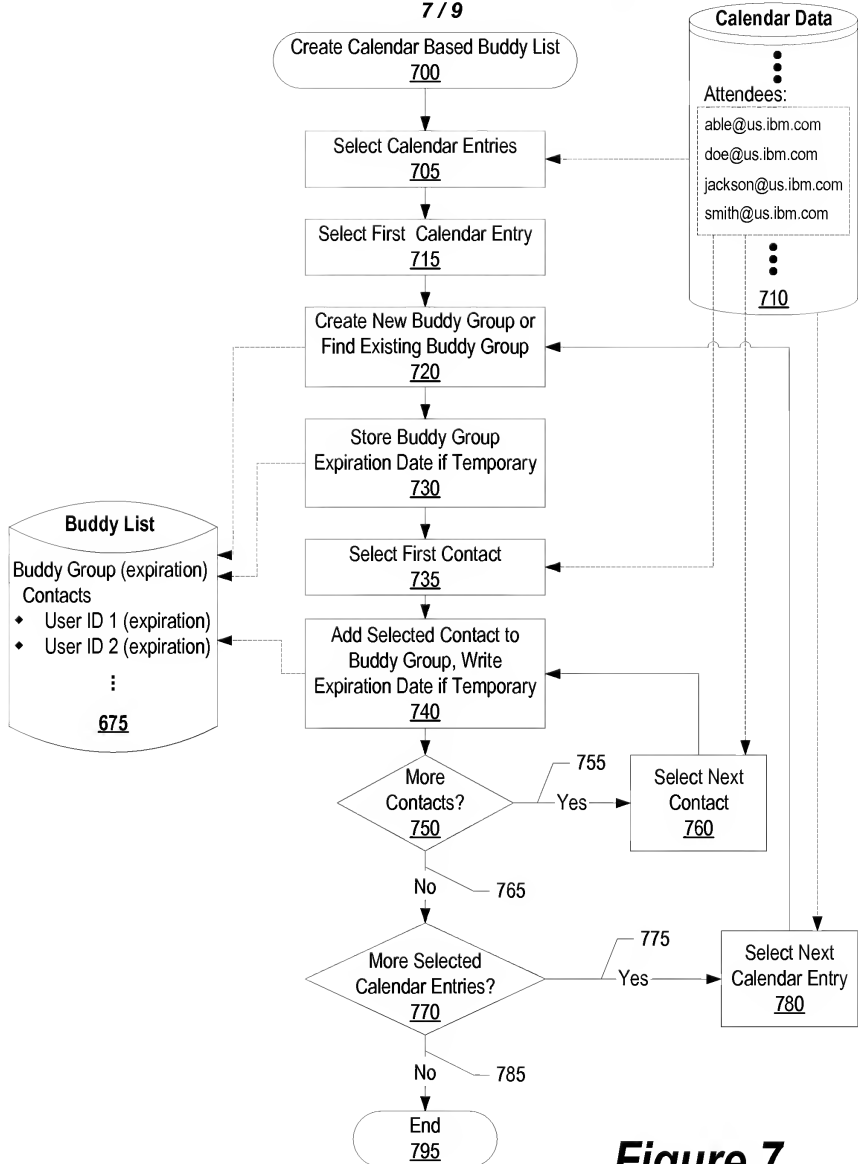 7 / 9
Create Calendar Based Buddy List
700
Calendar Data
Attendees:
able@us.ibm.com
doe@us.ibm.com
jackson@us.ibm.com
smith@us.ibm.com
710
Select Calendar Entries
705
Select First Calendar Entry
715
Create New Buddy Group or
Find Existing Buddy Group
720
Store Buddy Group
Expiration Date if Temporary
730
Buddy List
Buddy Group (expiration)
Contacts
◆ User ID 1 (expiration)
◆ User ID 2 (expiration)
675
Select First Contact
735
Add Selected Contact to
Buddy Group, Write
Expiration Date if Temporary
740
More
Contacts?
750
755
Yes
Select Next
Contact
760
No
765
More Selected
Calendar Entries?
770
775
Yes
Select Next
Calendar Entry
780
No
785
End
795
Figure 7